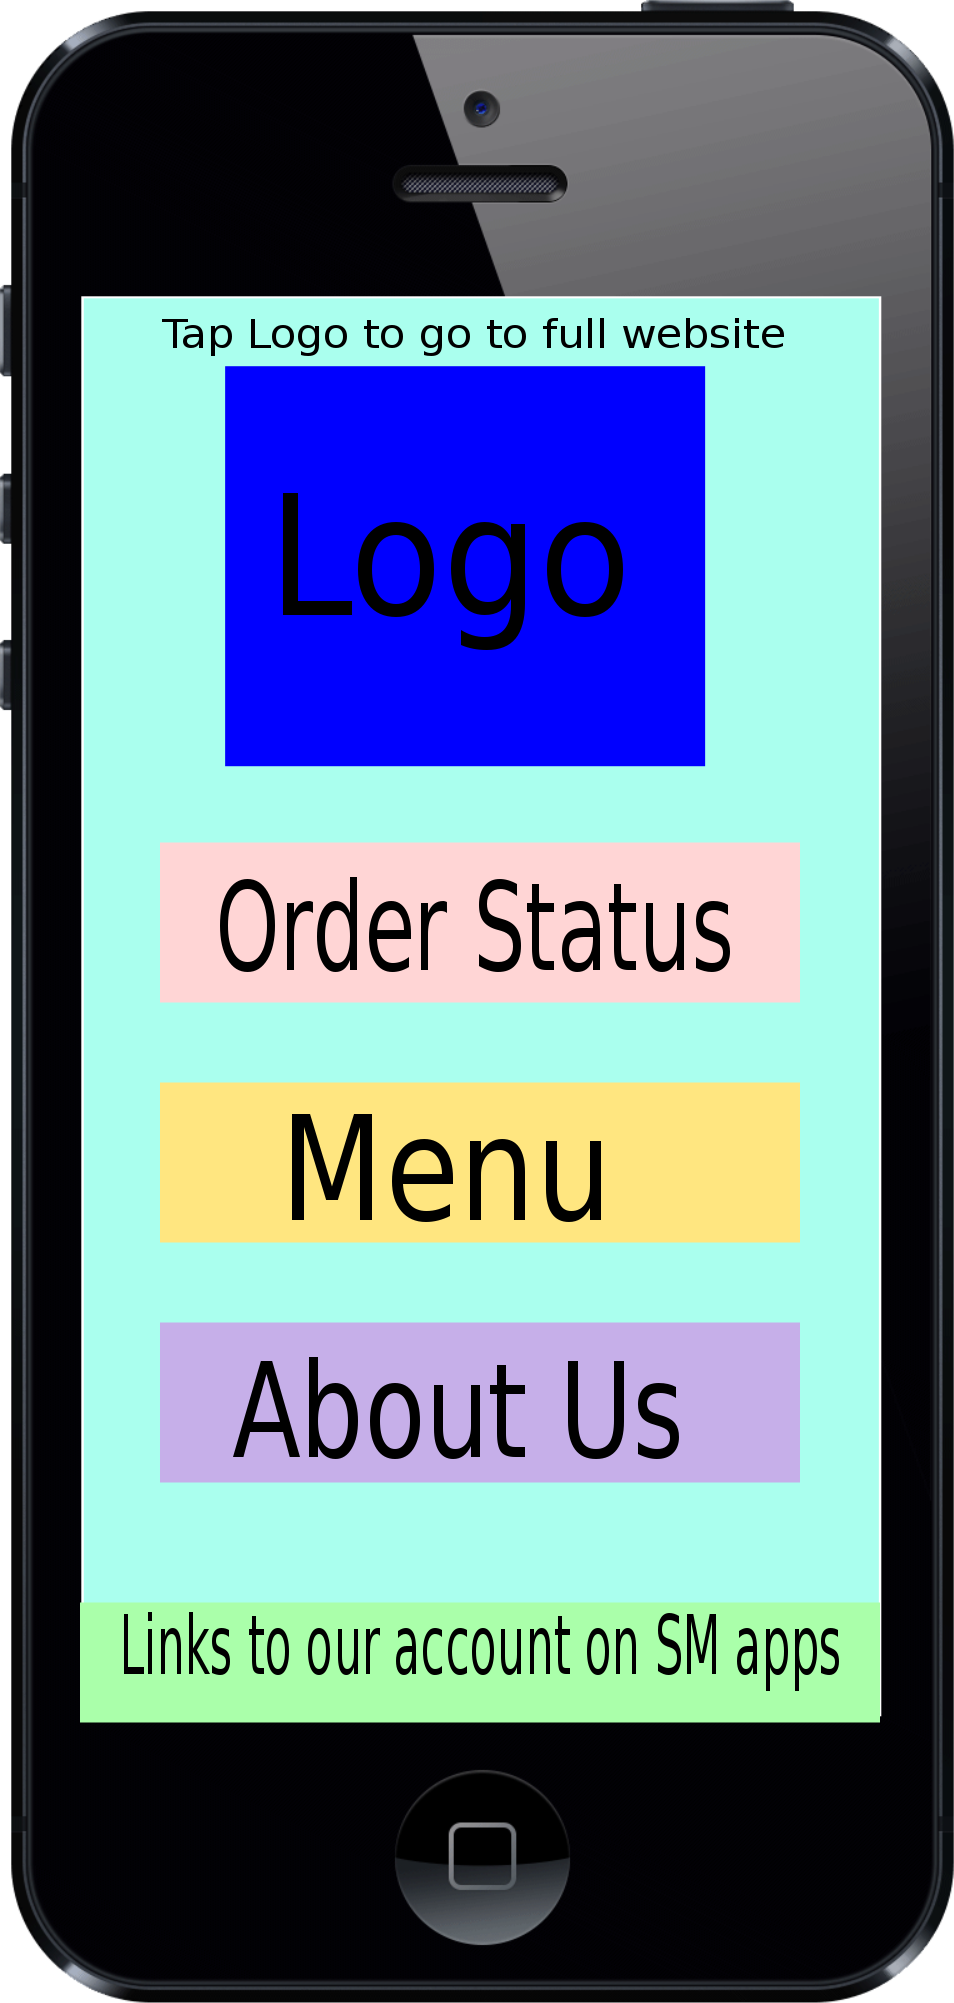 Tap Logo to go to full website
Logo
Order Status
Menu
About Us
Links to our account on SM apps